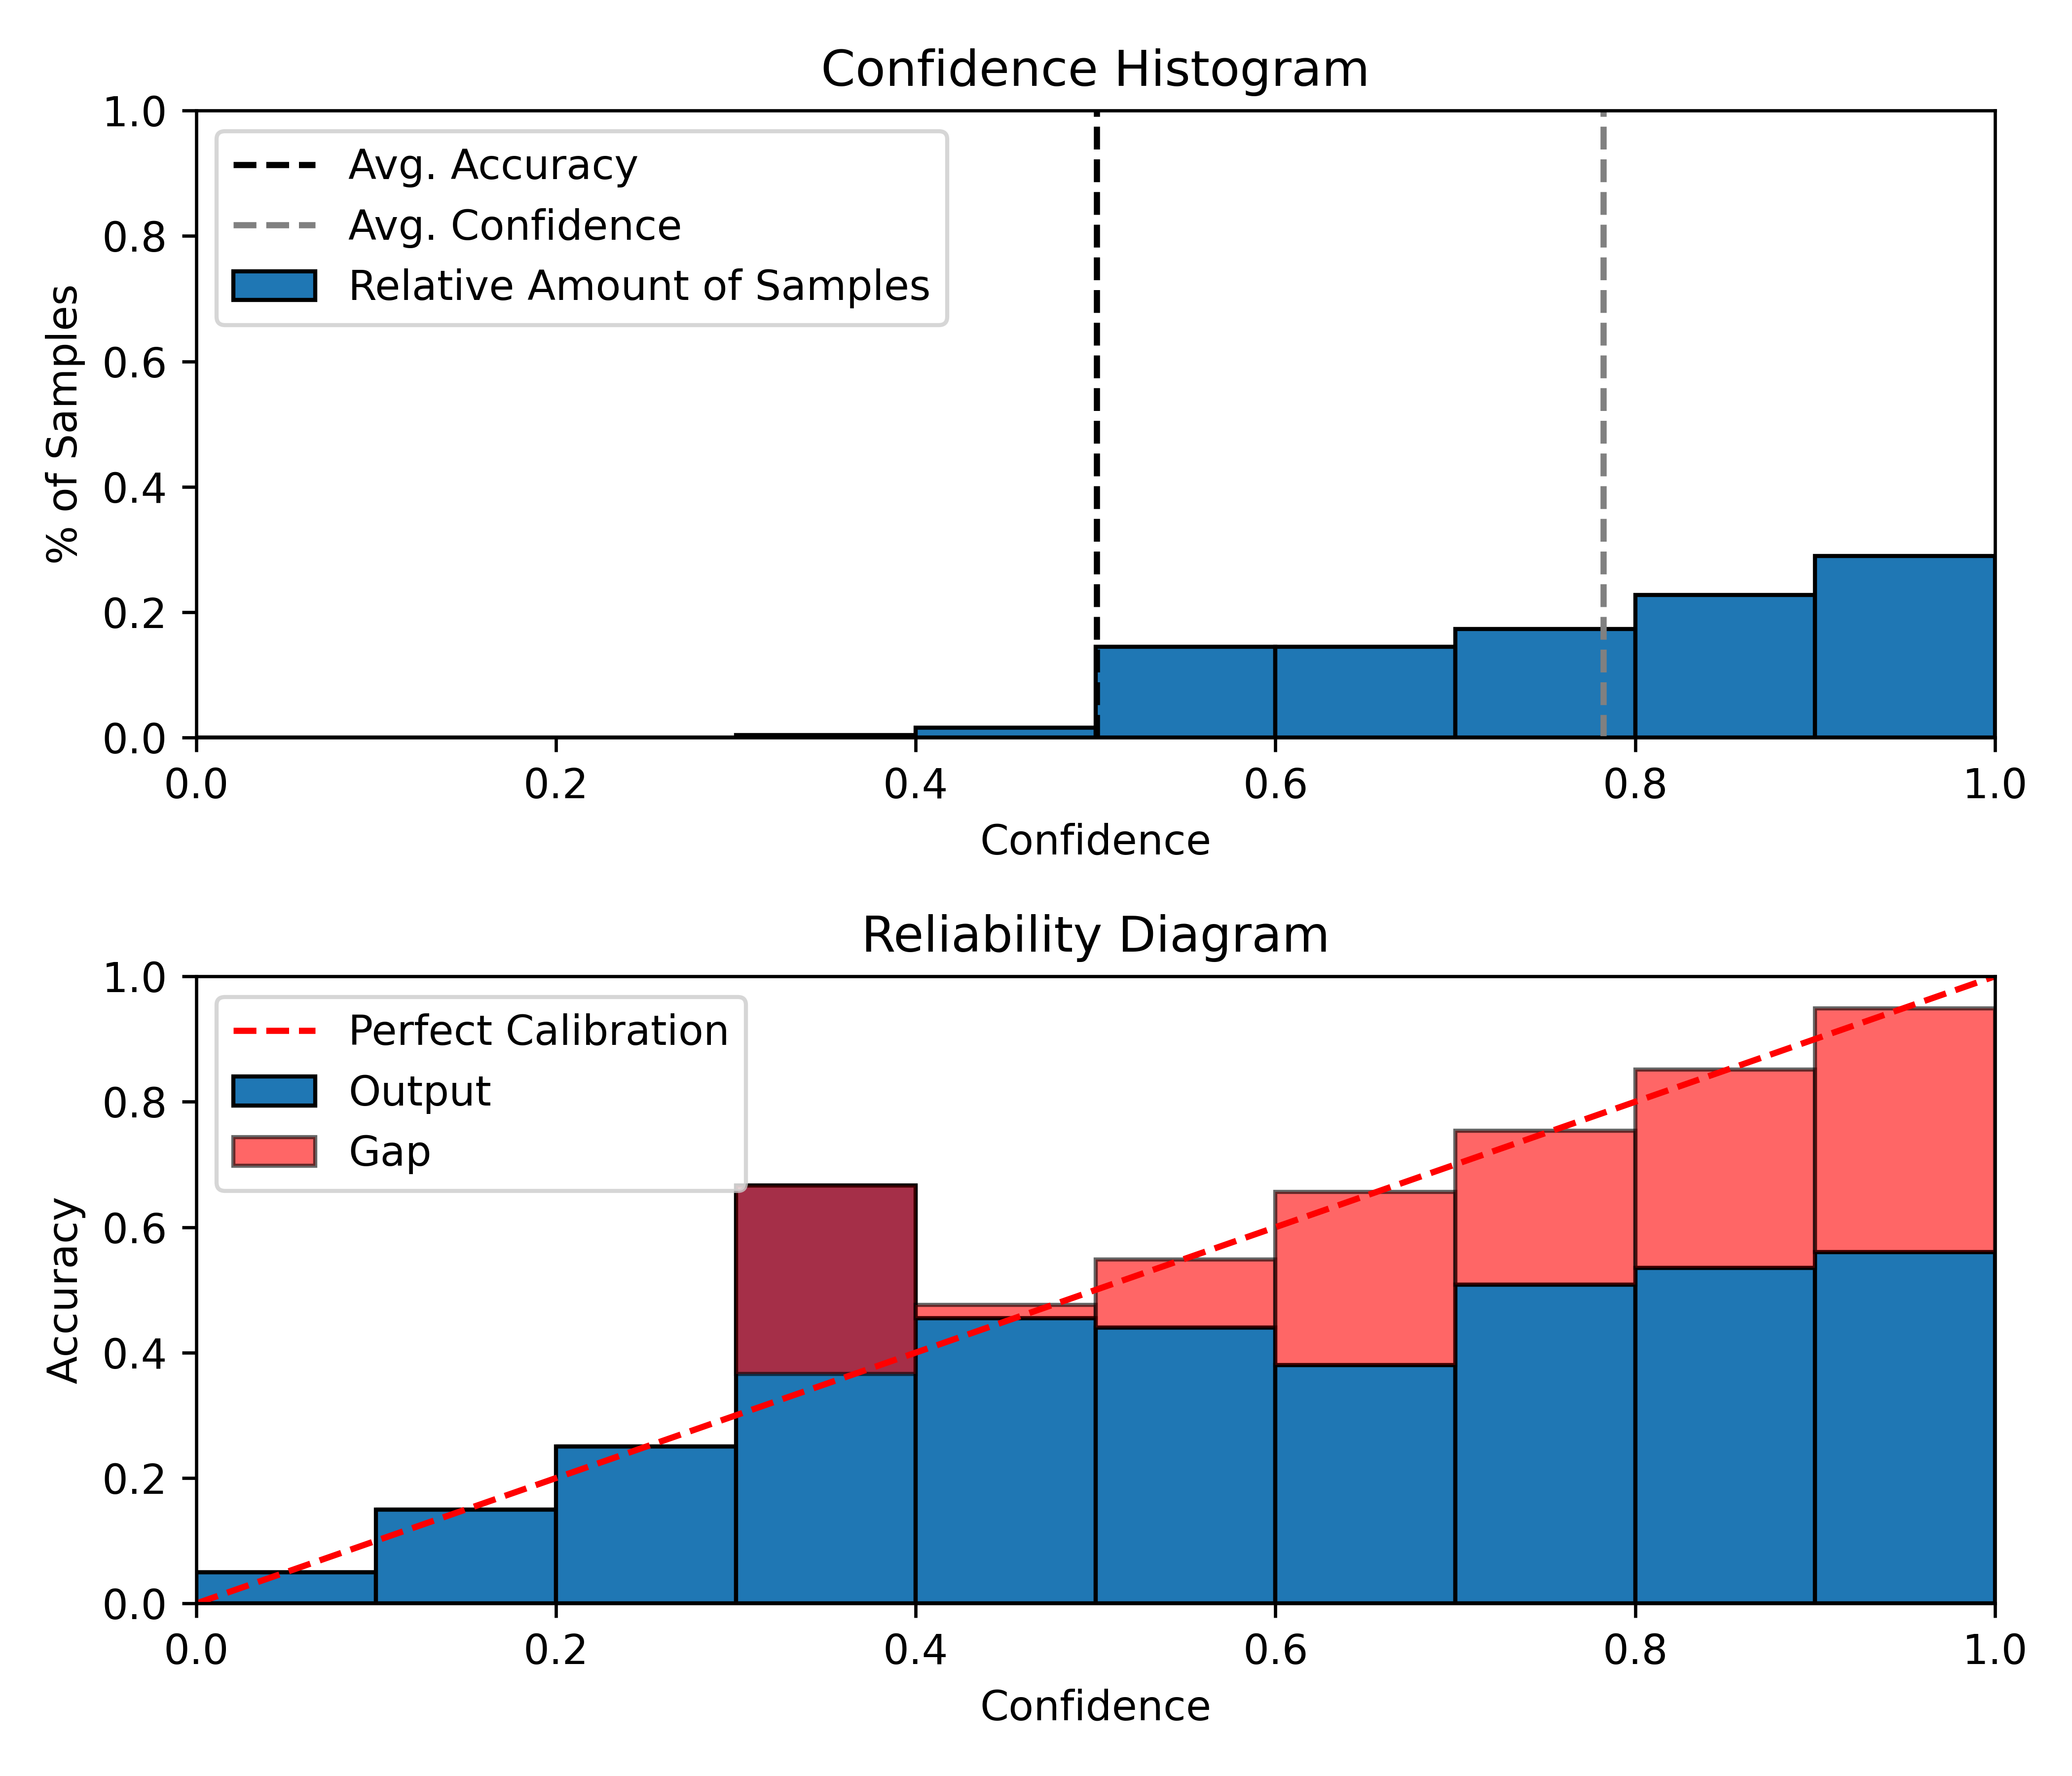 Confidence Histogram
1.0
0.8
0.6
0.4
0.2
0.0
% of Samples
Avg. Accuracy
Avg. Confidence
Relative Amount of Samples
0.0 0.2 0.4 0.6 0.8 1.0
Confidence
Reliability Diagram
1.0
0.8
0.6
0.4
0.2
0.0
Accuracy
Perfect Calibration
Output
Gap
0.0 0.2 0.4 0.6 0.8 1.0
Confidence